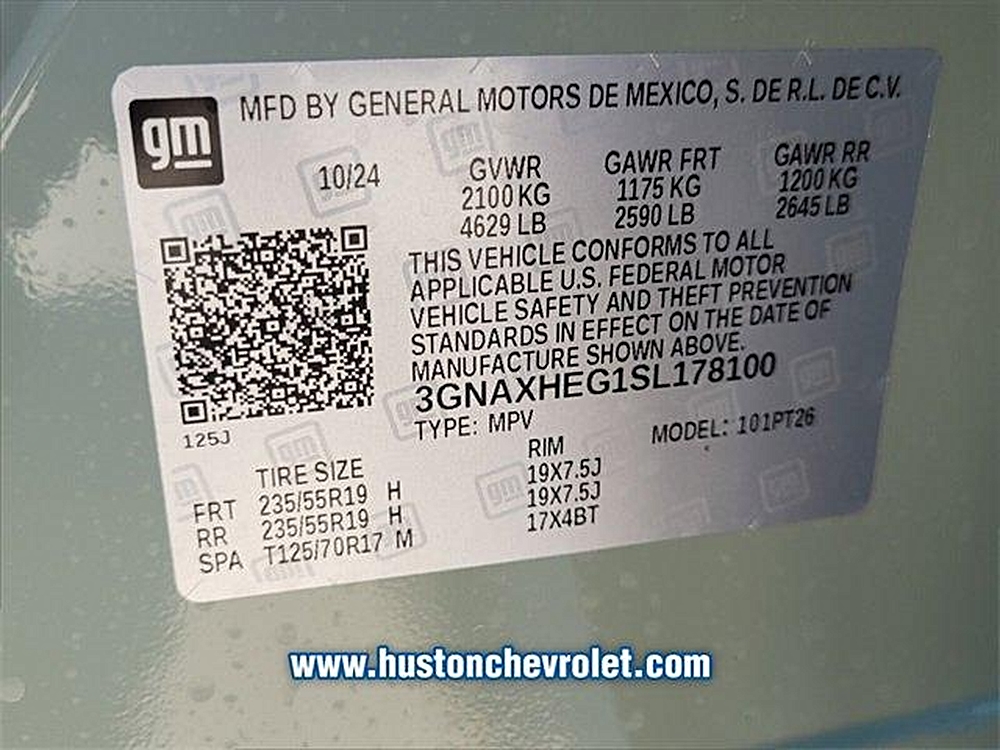 gm
MFD BY GENERAL MOTORS DE MEXICO, S. DE R.L. DE C.V.
10/24 GVWR GAWR FRT GAWR RR
2100 KG 1175 KG 1200 KG
4629 LB 2590 LB 2645 LB
THIS VEHICLE CONFORMS TO ALL
APPLICABLE U.S. FEDERAL MOTOR
VEHICLE SAFETY AND THEFT PREVENTION
STANDARDS IN EFFECT ON THE DATE OF
MANUFACTURE SHOWN ABOVE.
3GNAXHEG1SL178100
125J
TYPE: MPV MODEL: 101PT26
TIRE SIZE RIM
FRT 235/55R19 H 19X7.5J
RR 235/55R19 H 19X7.5J
SPA T125/70R17 M 17X4BT
www.hustonchevrolet.com